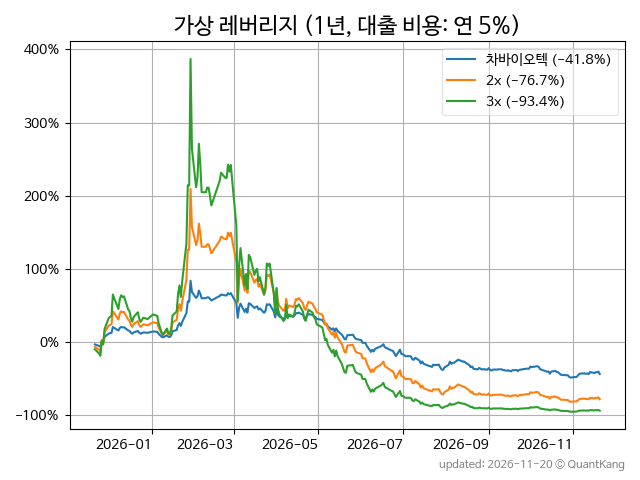 가상 레버리지 (1년, 대출 비용: 연 5%)
400%
300%
200%
100%
0%
-100%
차바이오텍 (-41.8%)
2x (-76.7%)
3x (-93.4%)
2026-01
2026-03
2026-05
2026-07
2026-09
2026-11
updated: 2026-11-20 © QuantKang